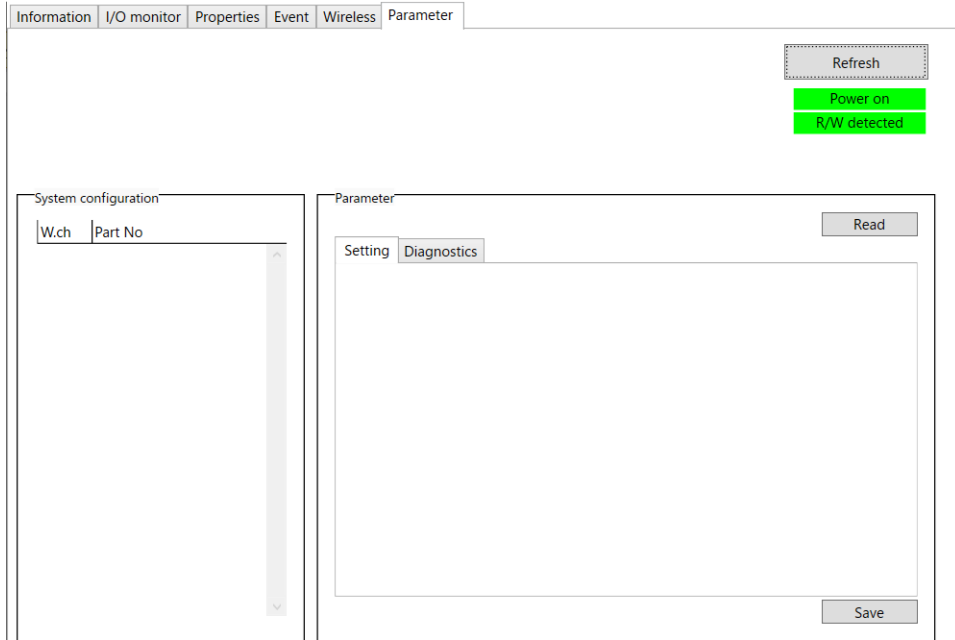 Information I/O monitor Properties Event Wireless Parameter
Refresh
Power on
R/W detected
System configuration
W.ch Part No
Parameter
Read
Setting Diagnostics
Save